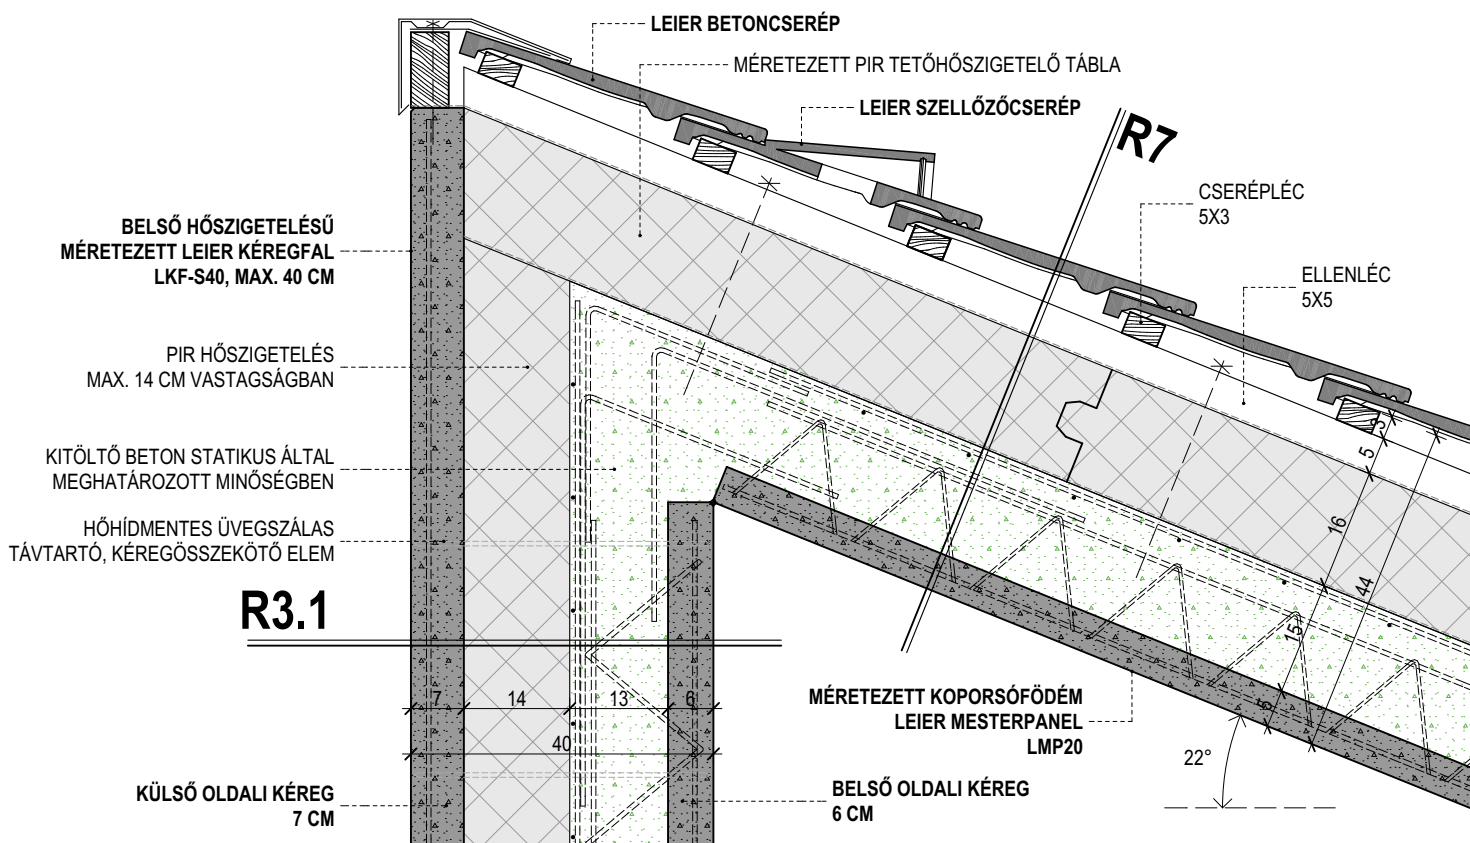 LEIER BETONCSERÉP
MÉRETEZETT PIR TETŐHŐSZIGETELŐ TÁBLA
LEIER SZELLŐZŐCSERÉP
R7
CSERÉPLÉC
5X3
BELSŐ HŐSZIGETELÉSŰ
MÉRETEZETT LEIER KÉREGFAL
LKF-S40, MAX. 40 CM
ELLENLÉC
5X5
PIR HŐSZIGETELÉS
MAX. 14 CM VASTAGSÁGBAN
KITÖLTŐ BETON STATIKUS ÁLTAL
MEGHATÁROZOTT MINŐSÉGBEN
HŐHÍDMENTES ÜVEGSZÁLAS
TÁVTARTÓ, KÉREGÖSSZEKÖTŐ ELEM
3
5
16
44
15
5
R3.1
7
14
13
6
40
MÉRETEZETT KOPORSÓFÖDÉM
LEIER MESTERPANEL
LMP20
22°
KÜLSŐ OLDALI KÉREG
7 CM
BELSŐ OLDALI KÉREG
6 CM